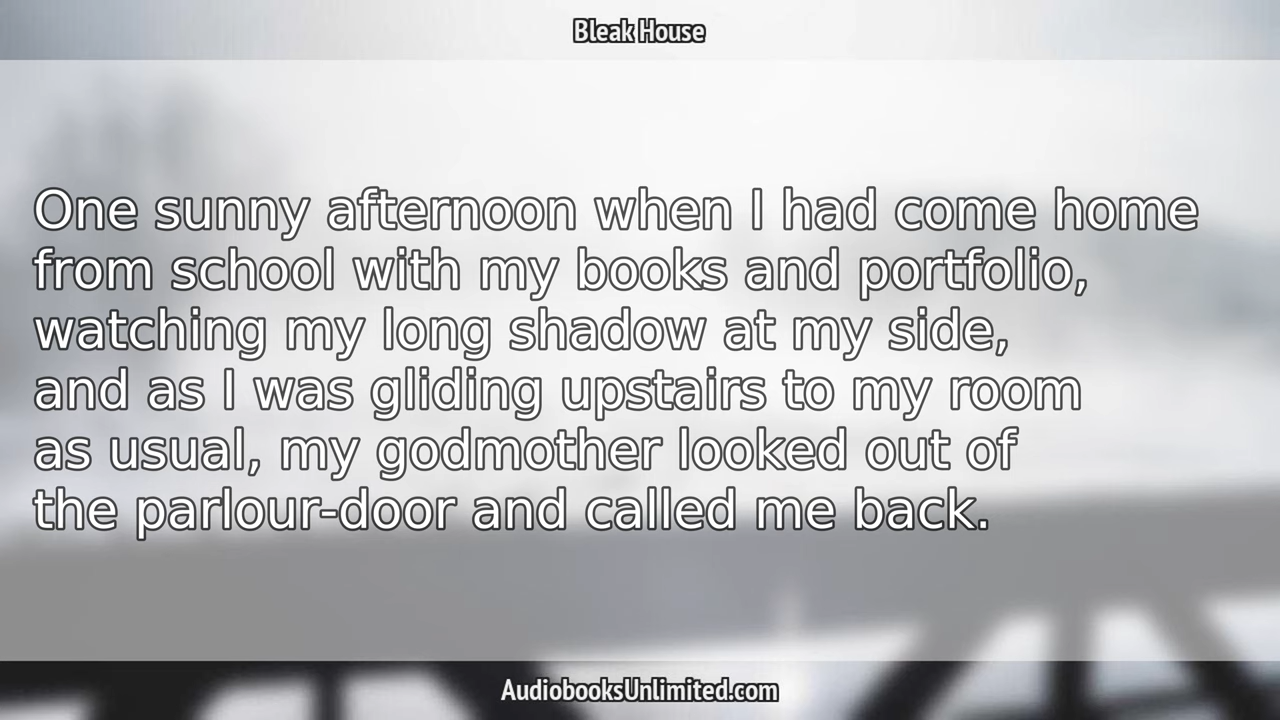 Bleak House
One sunny afternoon when I had come home
from school with my books and portfolio,
watching my long shadow at my side,
and as I was gliding upstairs to my room
as usual, my godmother looked out of
the parlour-door and called me back.
AudiobooksUnlimited.com